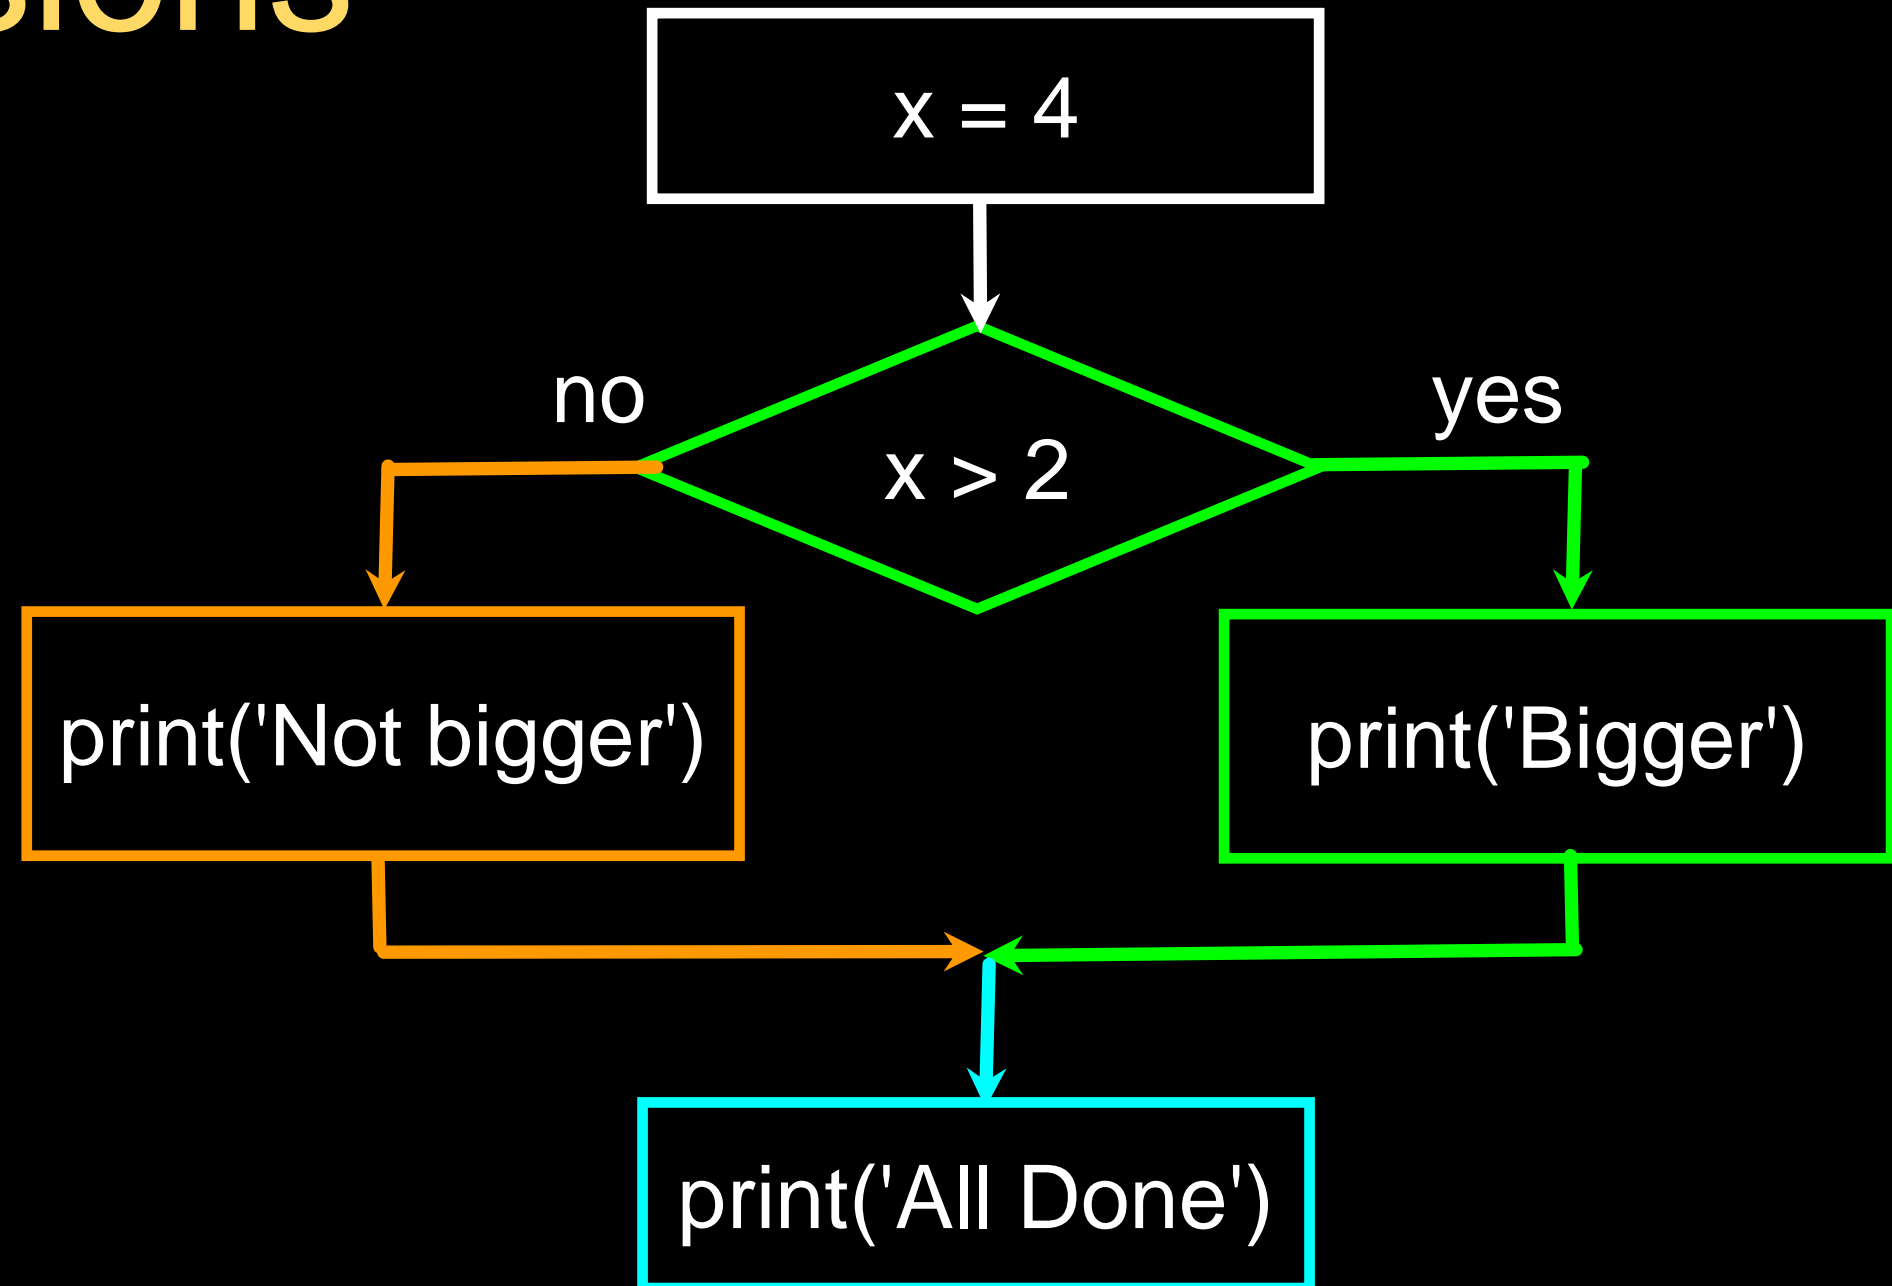 x = 4
no
yes
x > 2
print('Not bigger')
print('Bigger')
print('All Done')